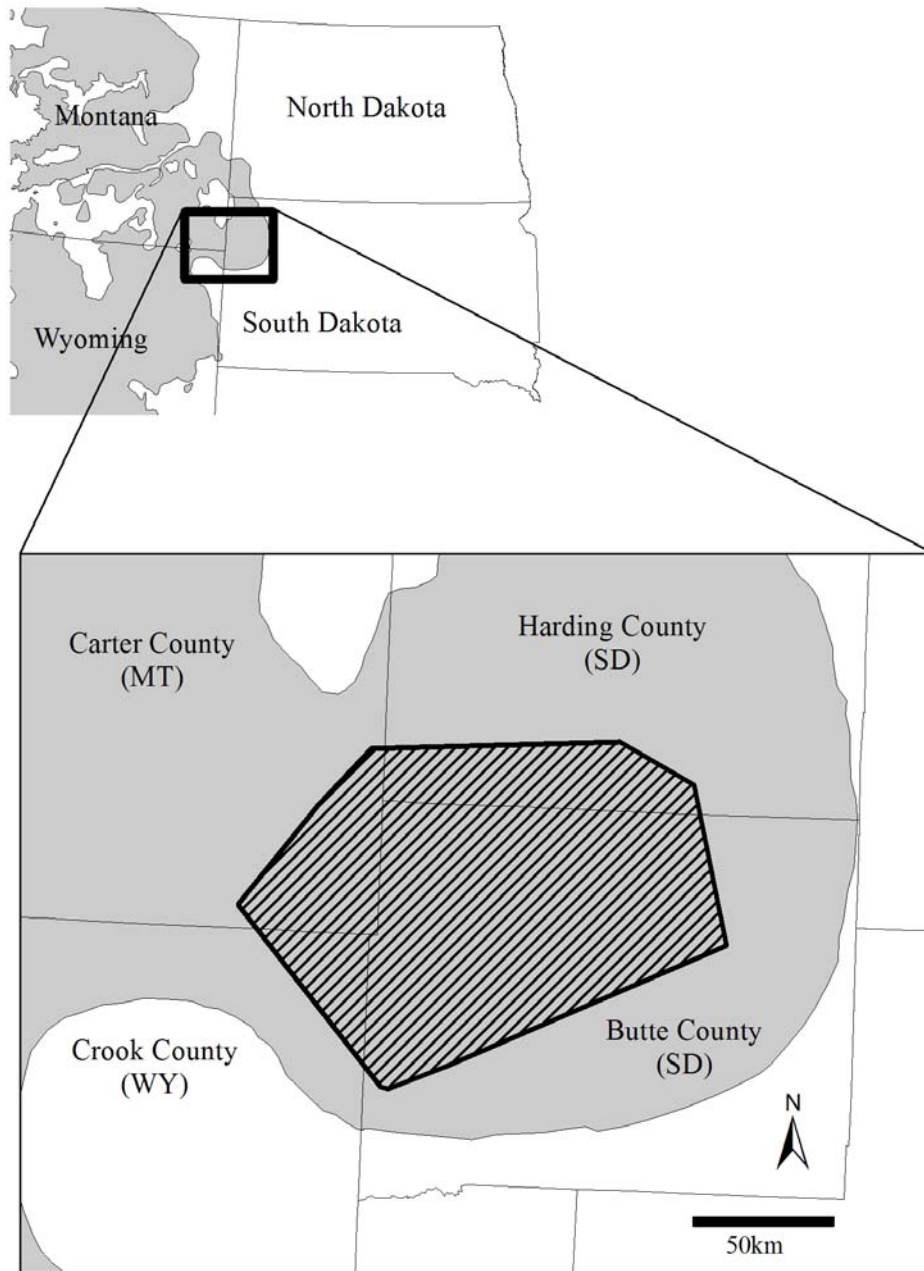 Montana
North Dakota
Wyoming
South Dakota
Carter County
(MT)
Harding County
(SD)
Crook County
(WY)
Butte County
(SD)
N
50km